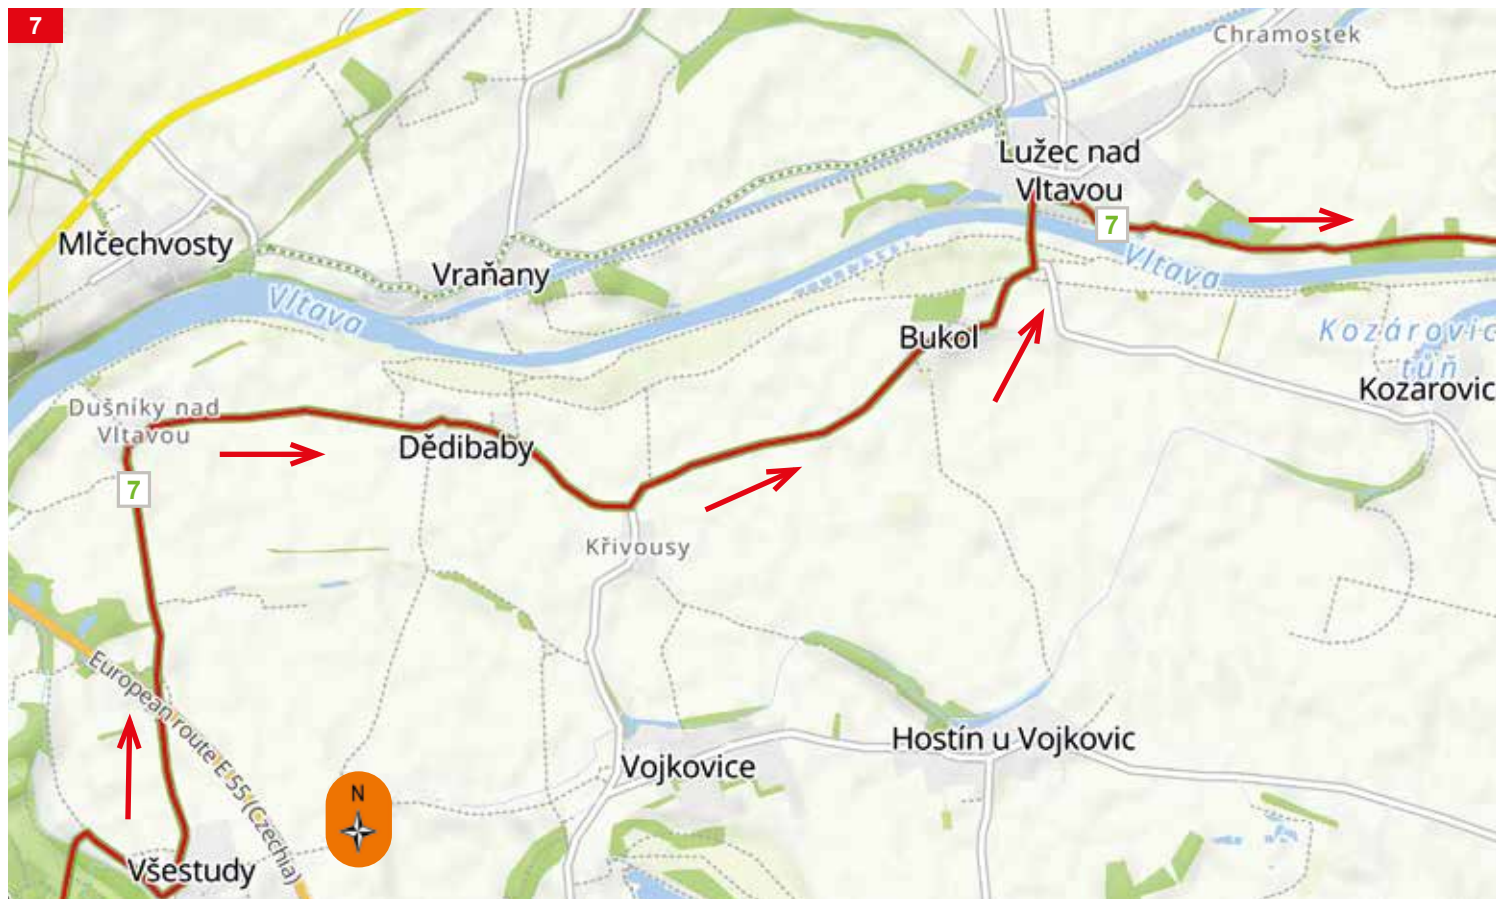 7
Chramostek
Lužec nad
Vltavou
7
Mlčechvosty
Vraňany
Vltava
Vltava
Bukol
Kozárovic
tůň
Kozarovic
Dušníky nad
Vltavou
Dědibaby
7
Křivousy
European route E 55 (Czechia)
Hostín u Vojkovic
Vojkovice
N
Všestudy